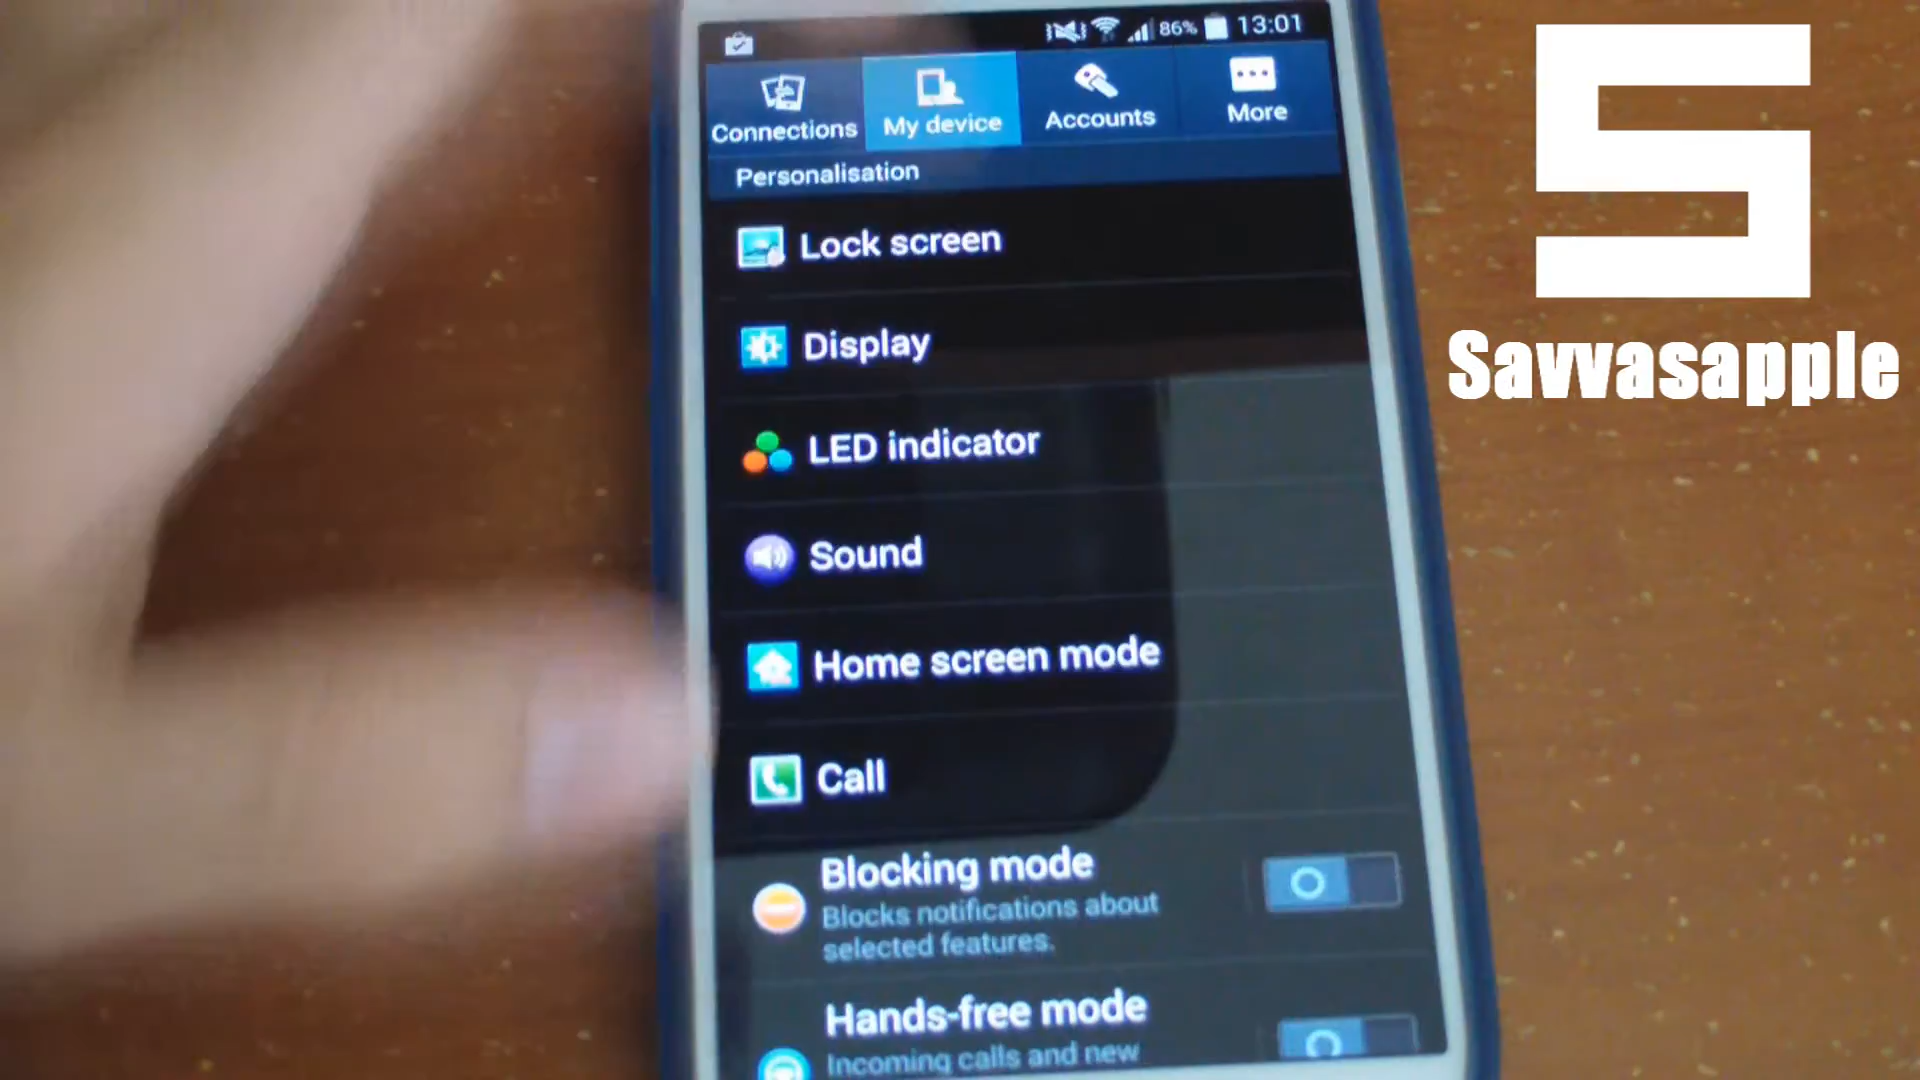 86% 13:01
Connections My device Accounts More
Personalisation
Lock screen
Display
LED indicator
Sound
Home screen mode
Call
Blocking mode
Blocks notifications about
selected features.
Hands-free mode
Incoming calls and new
S
Savvasapple